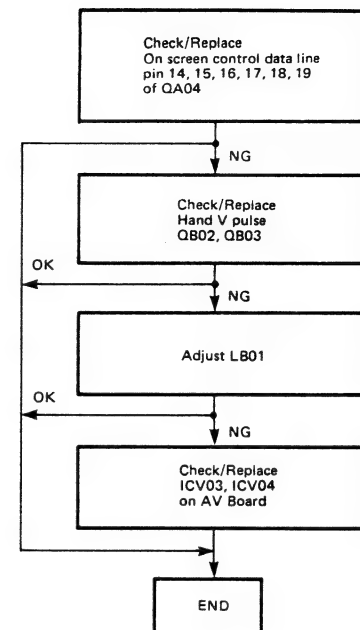 Check/Replace
On screen control data line
pin 14, 15, 16, 17, 18, 19
of QA04
NG
Check/Replace
Hand V pulse
QB02, QB03
OK
NG
Adjust LB01
OK
NG
Check/Replace
ICV03, ICV04
on AV Board
END